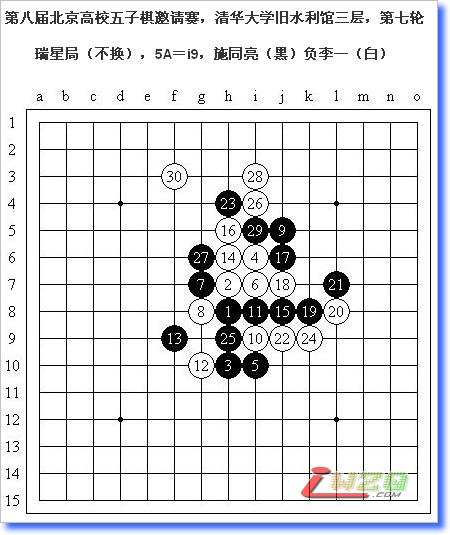 第八届北京高校五子棋邀请赛，清华大学旧水利馆三层，第七轮
瑞星局（不换），5A＝i9，施同亮（黑）负李一（白）
a b c d e f g h i j k l m n o
1
2
3 30 28
4 23 26
5 16 29 9
6 27 14 4 17
7 7 2 6 18 21
8 8 1 11 15 19 20
9 13 25 10 22 24
10 12 3 5
11
12
13
14
15
.COM